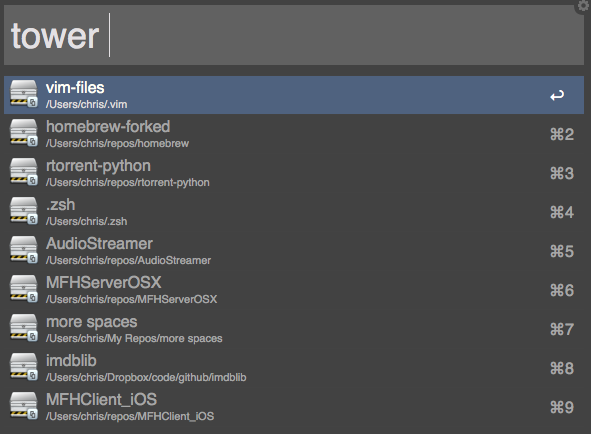 tower
vim-files
/Users/chris/.vim
↩
homebrew-forked
/Users/chris/repos/homebrew
⌘2
rtorrent-python
/Users/chris/repos/rtorrent-python
⌘3
.zsh
/Users/chris/.zsh
⌘4
AudioStreamer
/Users/chris/repos/AudioStreamer
⌘5
MFHServerOSX
/Users/chris/repos/MFHServerOSX
⌘6
more spaces
/Users/chris/My Repos/more spaces
⌘7
imdblib
/Users/chris/Dropbox/code/github/imdblib
⌘8
MFHClient_iOS
/Users/chris/repos/MFHClient_iOS
⌘9